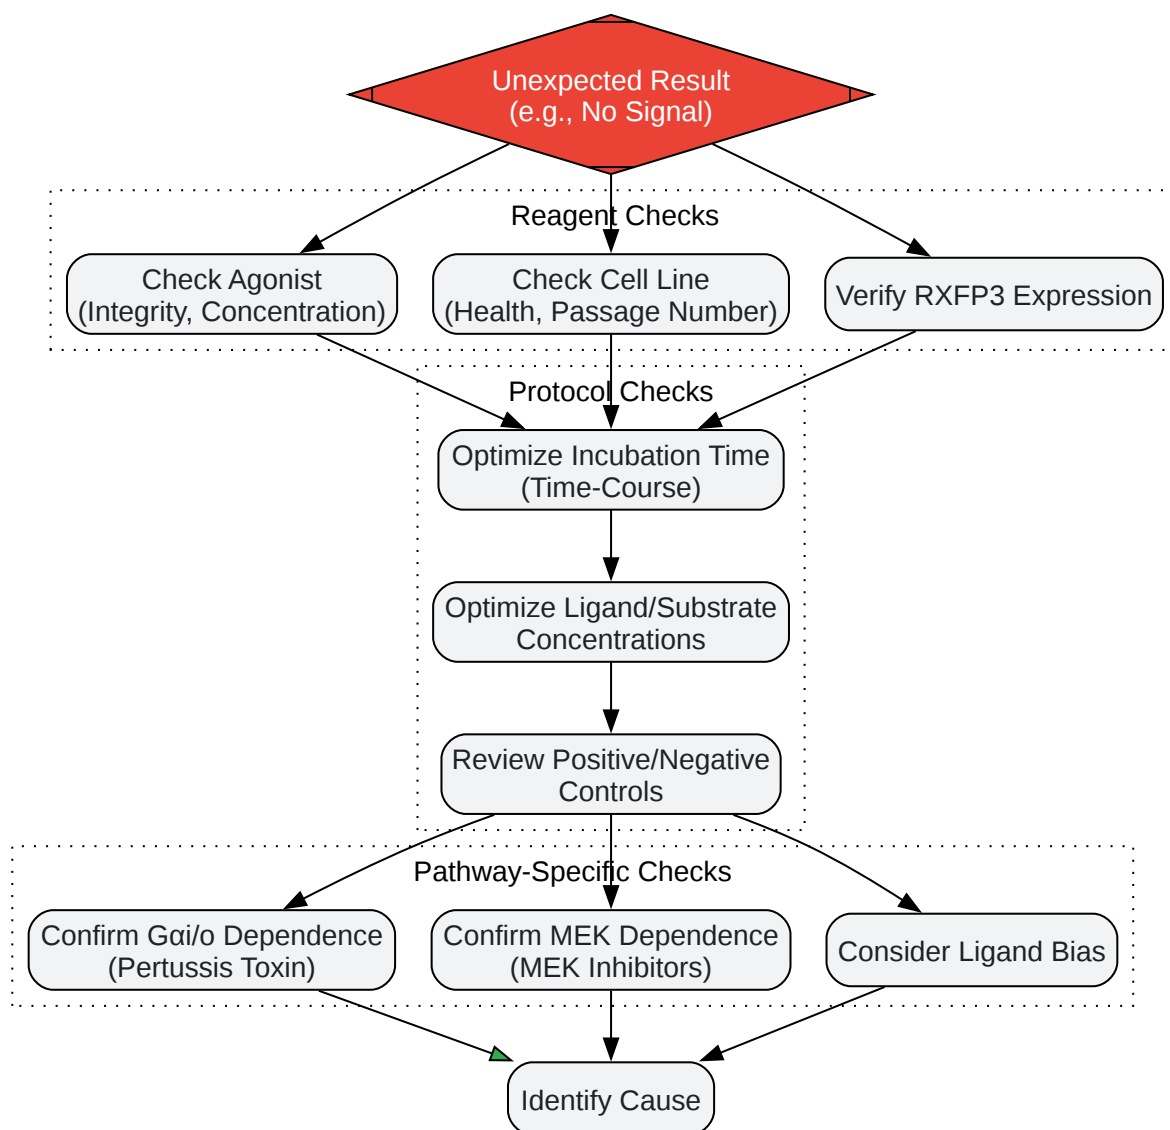 Unexpected Result
(e.g., No Signal)
Reagent Checks
Check Agonist
(Integrity, Concentration)
Check Cell Line
(Health, Passage Number)
Verify RXFP3 Expression
Protocol Checks
Optimize Incubation Time
(Time-Course)
Optimize Ligand/Substrate
Concentrations
Review Positive/Negative
Controls
Pathway-Specific Checks
Confirm Gαi/o Dependence
(Pertussis Toxin)
Confirm MEK Dependence
(MEK Inhibitors)
Consider Ligand Bias
Identify Cause